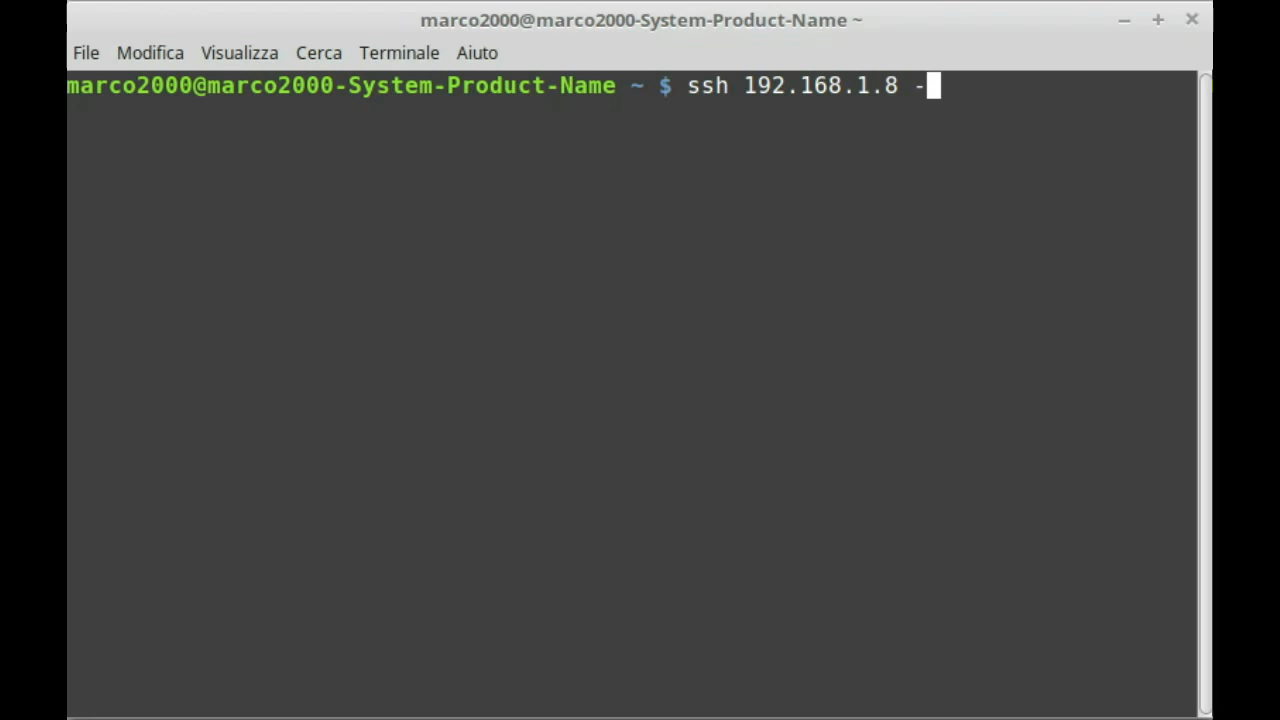 marco2000@marco2000-System-Product-Name ~
File Modifica Visualizza Cerca Terminale Aiuto
marco2000@marco2000-System-Product-Name ~ $ ssh 192.168.1.8 -